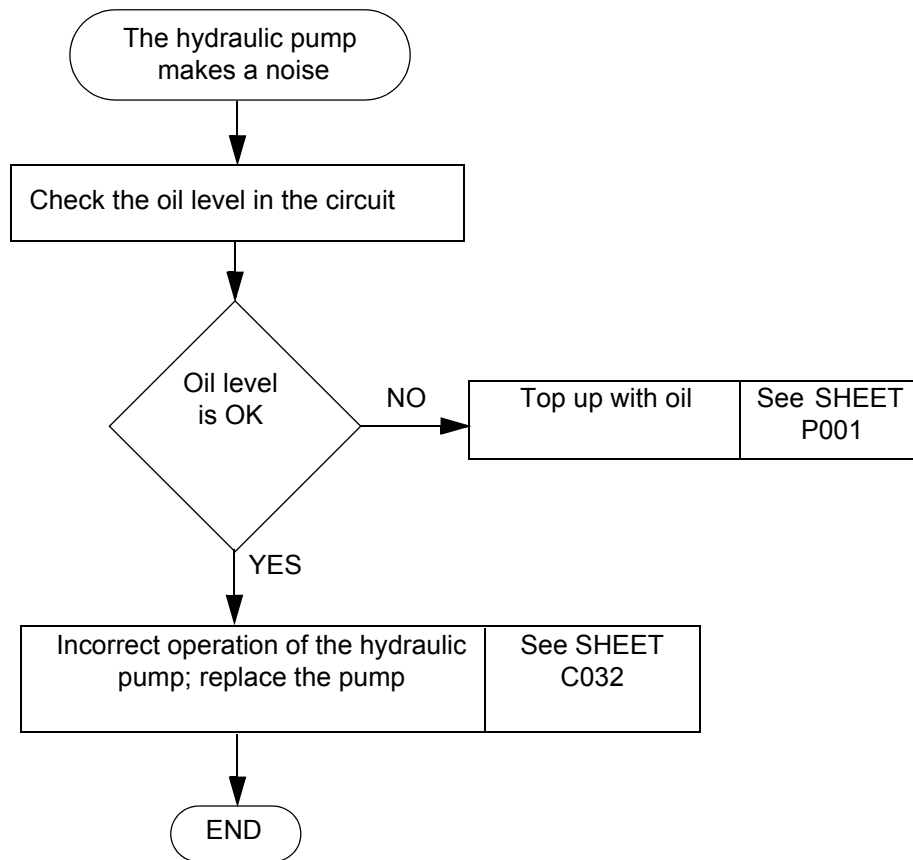 The hydraulic pump
makes a noise
Check the oil level in the circuit
Oil level
is OK
NO
Top up with oil
See SHEET
P001
YES
Incorrect operation of the hydraulic
pump; replace the pump
See SHEET
C032
END